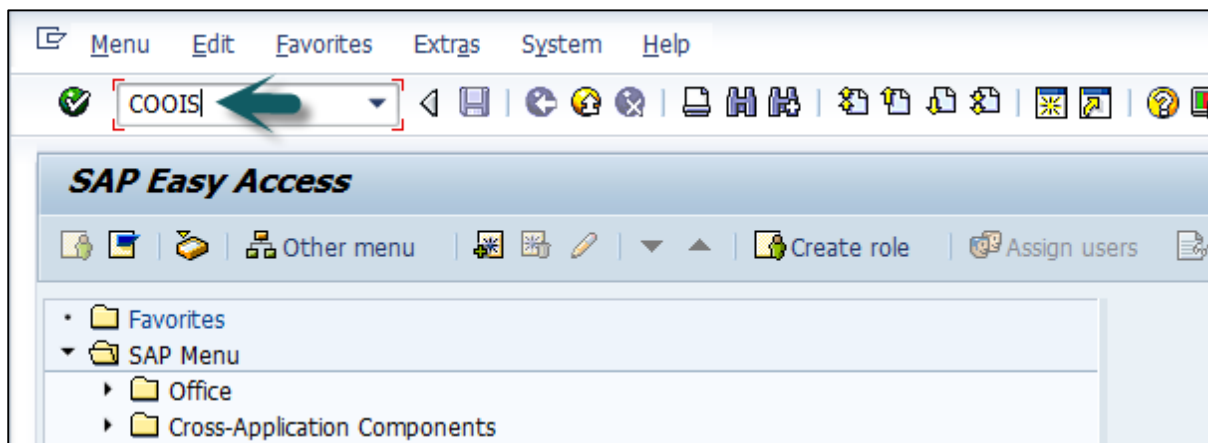 Menu Edit Favorites Extras System Help
COOIS
SAP Easy Access
Other menu Create role Assign users
Favorites
SAP Menu
Office
Cross-Application Components